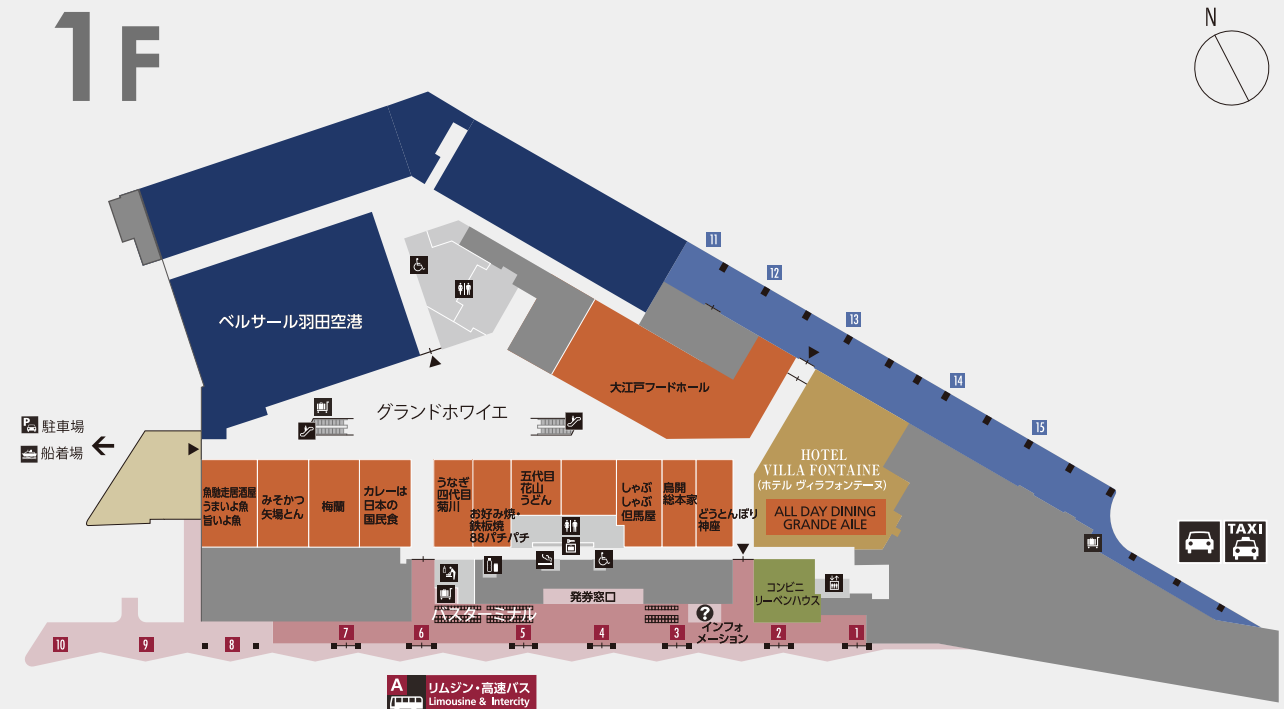 1F
N
11
12
13
14
15
ベルサール羽田空港
大江戸フードホール
グランドホワイエ
P
駐車場
船着場
HOTEL
VILLA FONTAINE
(ホテル ヴィラフォンテーヌ)
ALL DAY DINING
GRANDE AILE
魚馳走居酒屋
うまいよ魚
旨いよ魚
みそかつ
矢場とん
梅蘭
カレーは
日本の
国民食
うなぎ
四代目
菊川
お好み焼・
鉄板焼
88パチパチ
五代目
花山
うどん
しゃぶ
しゃぶ
但馬屋
鳥開
総本家
どうとんぼり
神座
TAXI
コンビニ
リーベンハウス
発券窓口
バスターミナル
?
インフォ
メーション
10
9
8
7
6
5
4
3
2
1
A
リムジン・高速バス
Limousine & Intercity